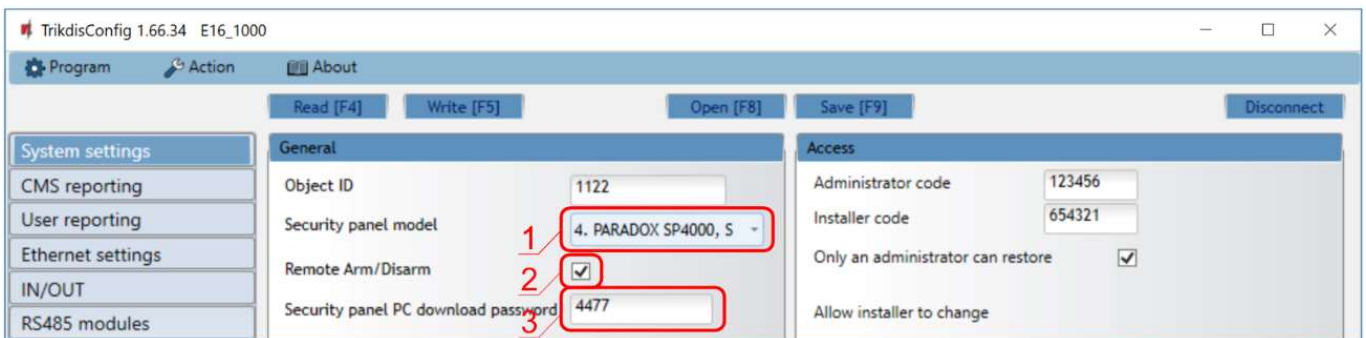 TrikdisConfig 1.66.34 E16_1000
Program Action About
Read [F4] Write [F5] Open [F8] Save [F9] Disconnect
System settings
CMS reporting
User reporting
Ethernet settings
IN/OUT
RS485 modules
General
Object ID 1122
Security panel model 1 4. PARADOX SP4000, S
Remote Arm/Disarm 2
Security panel PC download password 3 4477
Access
Administrator code 123456
Installer code 654321
Only an administrator can restore
Allow installer to change